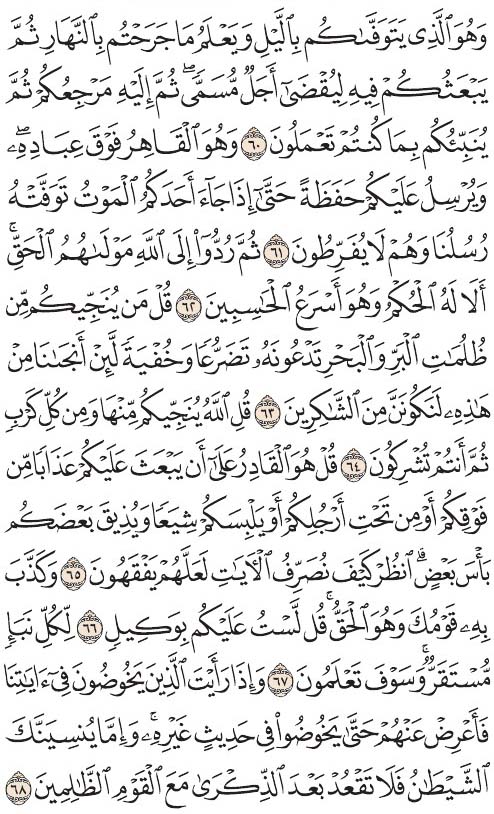 وَهُوَ ٱلَّذِى يَتَوَفَّىٰكُم بِٱلَّيۡلِ وَيَعۡلَمُ مَا جَرَحۡتُم بِٱلنَّهَارِ ثُمَّ
يَبۡعَثُكُمۡ فِيهِ لِيُقۡضَىٰٓ أَجَلٞ مُّسَمّٗىۖ ثُمَّ إِلَيۡهِ مَرۡجِعُكُمۡ ثُمَّ
يُنَبِّئُكُم بِمَا كُنتُمۡ تَعۡمَلُونَ ٦٠ وَهُوَ ٱلۡقَاهِرُ فَوۡقَ عِبَادِهِۦۖ
وَيُرۡسِلُ عَلَيۡكُمۡ حَفَظَةً حَتَّىٰٓ إِذَا جَآءَ أَحَدَكُمُ ٱلۡمَوۡتُ تَوَفَّتۡهُ
رُسُلُنَا وَهُمۡ لَا يُفَرِّطُونَ ٦١ ثُمَّ رُدُّوٓاْ إِلَى ٱللَّهِ مَوۡلَىٰهُمُ ٱلۡحَقِّۚ
أَلَا لَهُ ٱلۡحُكۡمُ وَهُوَ أَسۡرَعُ ٱلۡحَٰسِبِينَ ٦٢ قُلۡ مَن يُنَجِّيكُم مِّن
ظُلُمَٰتِ ٱلۡبَرِّ وَٱلۡبَحۡرِ تَدۡعُونَهُۥ تَضَرُّعٗا وَخُفۡيَةٗ لَّئِنۡ أَنجَىٰنَا مِنۡ
هَٰذِهِۦ لَنَكُونَنَّ مِنَ ٱلشَّٰكِرِينَ ٦٣ قُلِ ٱللَّهُ يُنَجِّيكُم مِّنۡهَا وَمِن كُلِّ كَرۡبٖ
ثُمَّ أَنتُمۡ تُشۡرِكُونَ ٦٤ قُلۡ هُوَ ٱلۡقَادِرُ عَلَىٰٓ أَن يَبۡعَثَ عَلَيۡكُمۡ عَذَابٗا مِّن
فَوۡقِكُمۡ أَوۡ مِن تَحۡتِ أَرۡجُلِكُمۡ أَوۡ يَلۡبِسَكُمۡ شِيَعٗا وَيُذِيقَ بَعۡضَكُم
بَأۡسَ بَعۡضٍۗ ٱنظُرۡ كَيۡفَ نُصَرِّفُ ٱلۡأٓيَٰتِ لَعَلَّهُمۡ يَفۡقَهُونَ ٦٥ وَكَذَّبَ
بِهِۦ قَوۡمُكَ وَهُوَ ٱلۡحَقُّۚ قُل لَّسۡتُ عَلَيۡكُم بِوَكِيلٖ ٦٦ لِّكُلِّ نَبَإٖ
مُّسۡتَقَرّٞۚ وَسَوۡفَ تَعۡلَمُونَ ٦٧ وَإِذَا رَأَيۡتَ ٱلَّذِينَ يَخُوضُونَ فِىٓ ءَايَٰتِنَا
فَأَعۡرِضۡ عَنۡهُمۡ حَتَّىٰ يَخُوضُواْ فِى حَدِيثٍ غَيۡرِهِۦۚ وَإِمَّا يُنسِيَنَّكَ
ٱلشَّيۡطَٰنُ فَلَا تَقۡعُدۡ بَعۡدَ ٱلذِّكۡرَىٰ مَعَ ٱلۡقَوۡمِ ٱلظَّٰلِمِينَ ٦٨